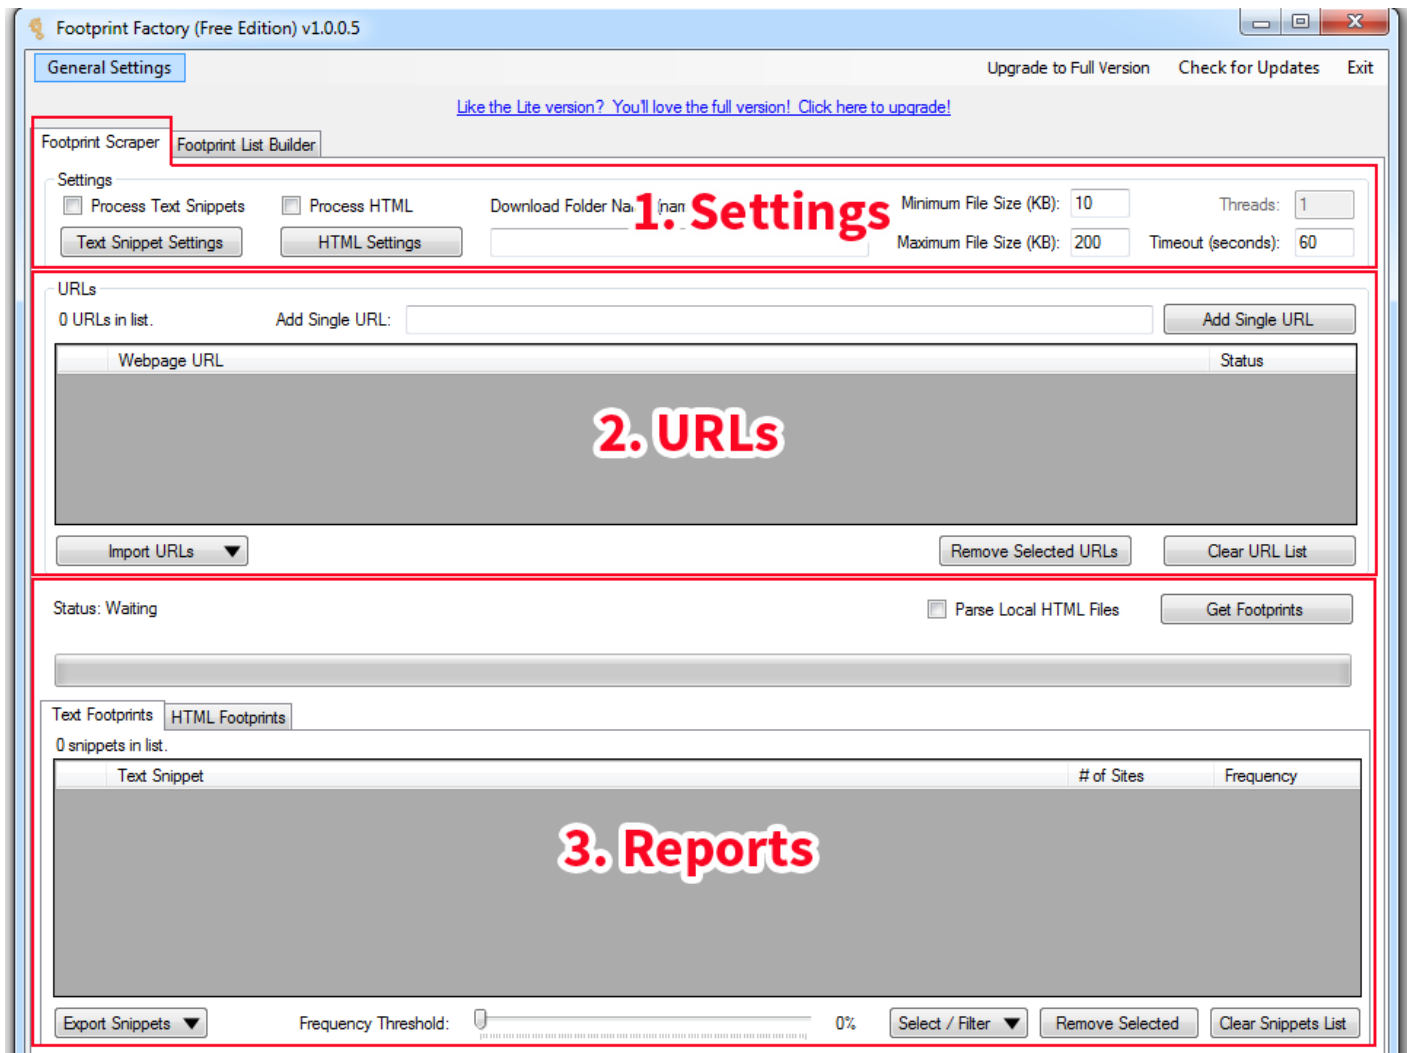 Footprint Factory (Free Edition) v1.0.0.5
General Settings
Upgrade to Full Version
Check for Updates
Exit
Like the Lite version? You'll love the full version! Click here to upgrade!
Footprint Scraper
Footprint List Builder
Settings
Process Text Snippets
Process HTML
Download Folder
1. Settings
Minimum File Size (KB): 10
Threads: 1
Text Snippet Settings
HTML Settings
Maximum File Size (KB): 200
Timeout (seconds): 60
URLs
0 URLs in list.
Add Single URL:
Add Single URL
Webpage URL
Status
2. URLs
Import URLs
Remove Selected URLs
Clear URL List
Status: Waiting
Parse Local HTML Files
Get Footprints
Text Footprints
HTML Footprints
0 snippets in list.
Text Snippet
# of Sites
Frequency
3. Reports
Export Snippets
Frequency Threshold:
0%
Select / Filter
Remove Selected
Clear Snippets List